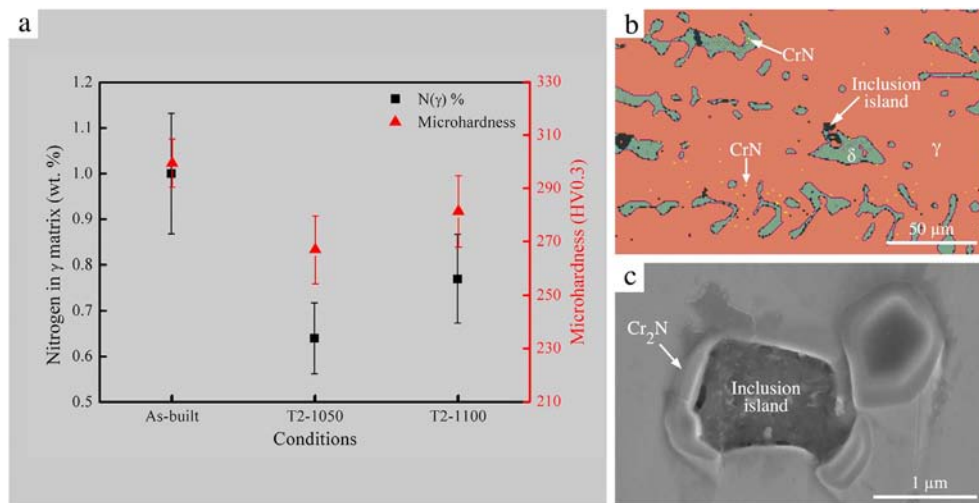 a
1.2
1.1
1.0
0.9
0.8
0.7
0.6
0.5
Nitrogen in γ matrix (wt. %)
N(γ) %
Microhardness
330
310
290
270
250
230
210
Microhardness (HV0.3)
As-built
T2-1050
T2-1100
Conditions
b
CrN
Inclusion
island
CrN
δ
γ
50 µm
c
Cr₂N
Inclusion
island
1 µm